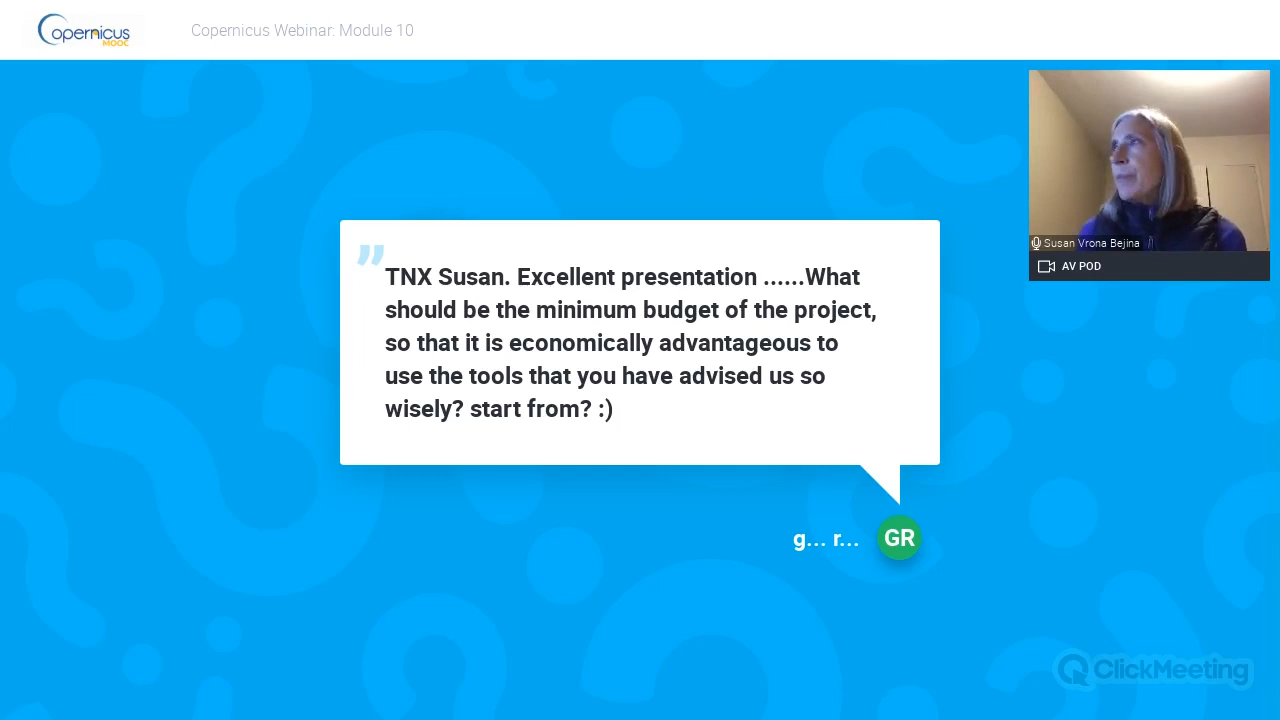 Copernicus
MOOC
Copernicus Webinar: Module 10
Susan Vrona Bejina
AV POD
TNX Susan. Excellent presentation ......What
should be the minimum budget of the project,
so that it is economically advantageous to
use the tools that you have advised us so
wisely? start from? :)
g... r...
GR
ClickMeeting